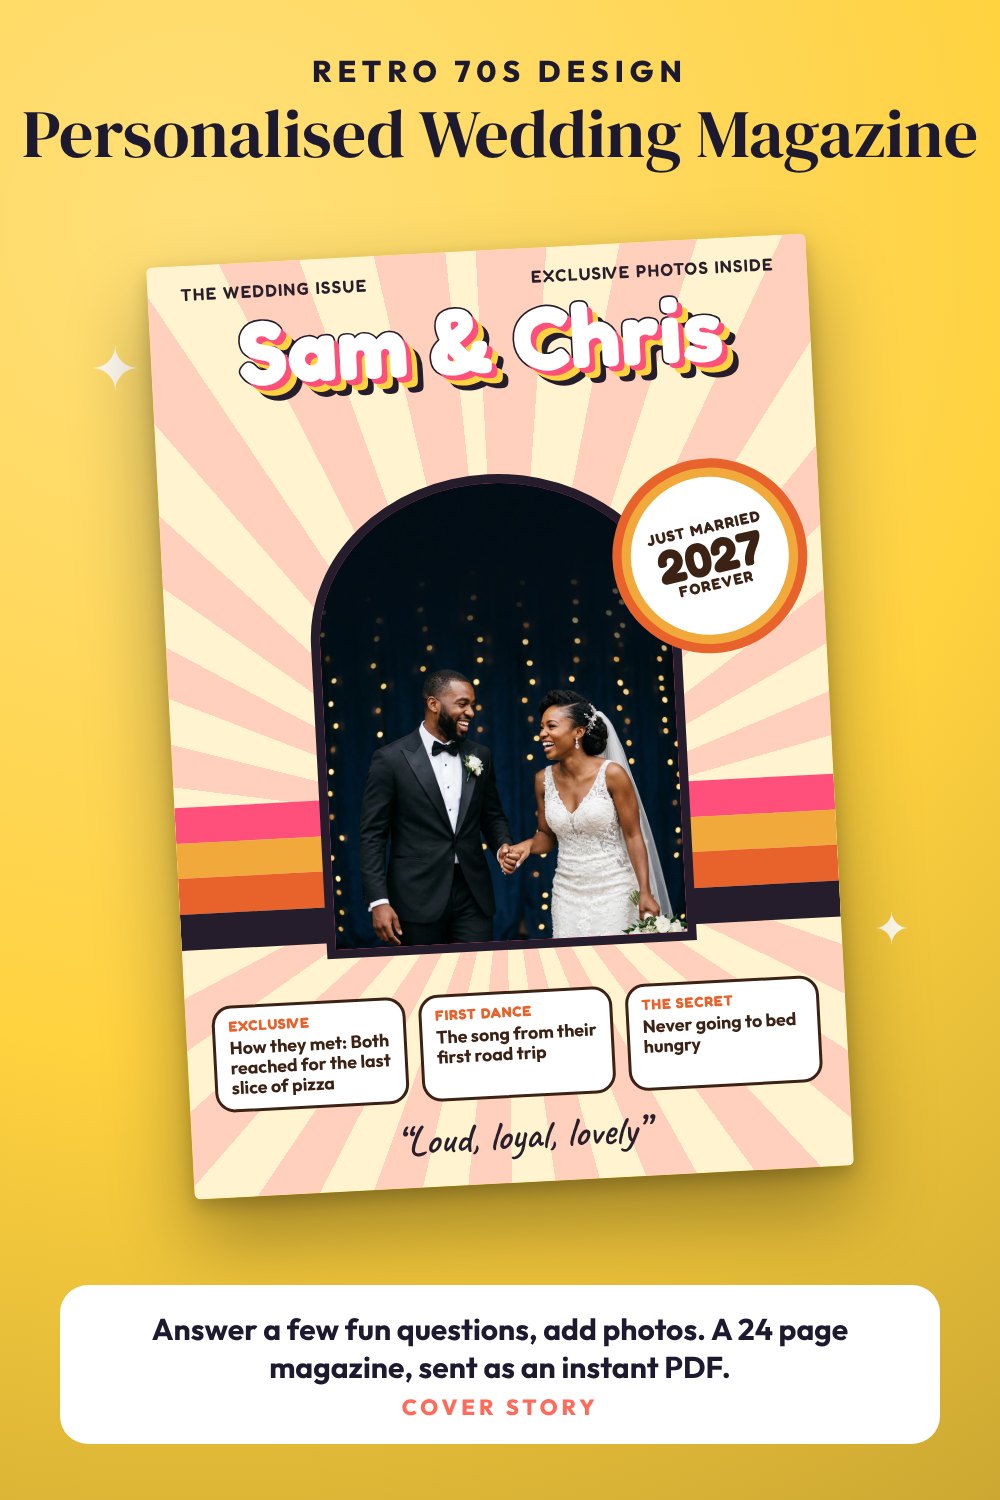 RETRO 70S DESIGN
Personalised Wedding Magazine
THE WEDDING ISSUE
EXCLUSIVE PHOTOS INSIDE
Sam & Chris
JUST MARRIED
2027
FOREVER
EXCLUSIVE
How they met: Both
reached for the last
slice of pizza
FIRST DANCE
The song from their
first road trip
THE SECRET
Never going to bed
hungry
“Loud, loyal, lovely”
Answer a few fun questions, add photos. A 24 page
magazine, sent as an instant PDF.
COVER STORY